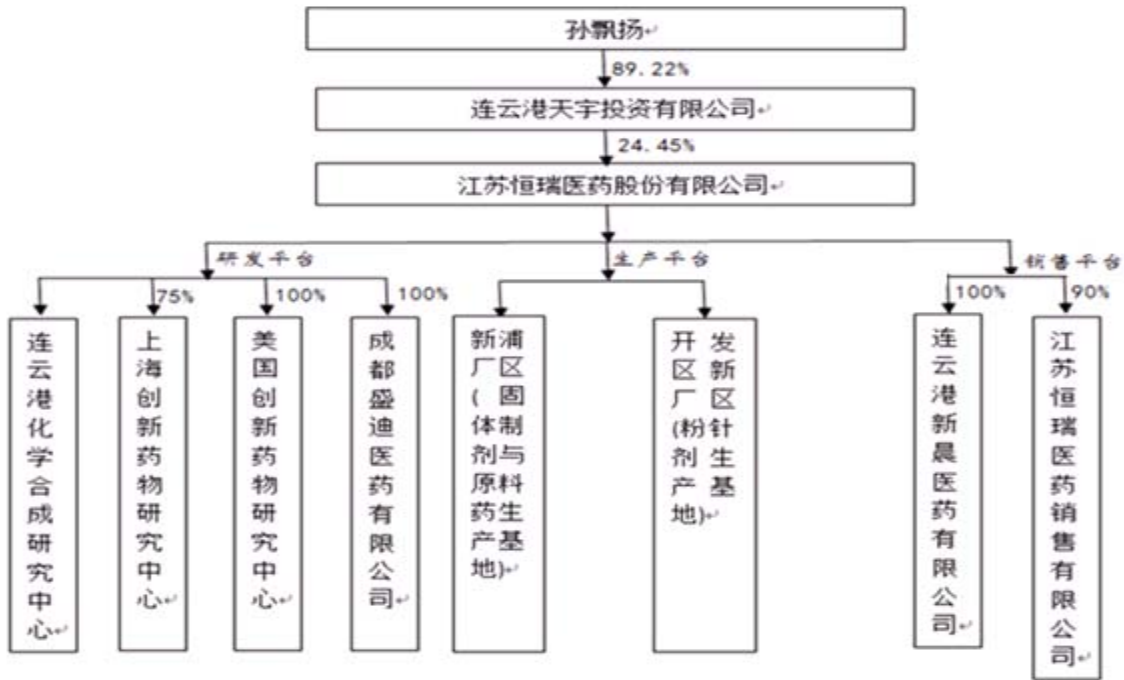 孙飘扬
89.22%
连云港天宇投资有限公司
24.45%
江苏恒瑞医药股份有限公司
研发平台
生产平台
销售平台
75%
100%
100%
100%
90%
连云港化学合成研究中心
上海创新药物研究中心
美国创新药物研究中心
成都盛迪医药有限公司
新浦
厂区
(固
体制
剂与
原料
药生
产基
地)
开发
区新
厂区
(粉针
剂生
产基
地)
连云港新晨医药有限公司
江苏恒瑞医药销售有限公司